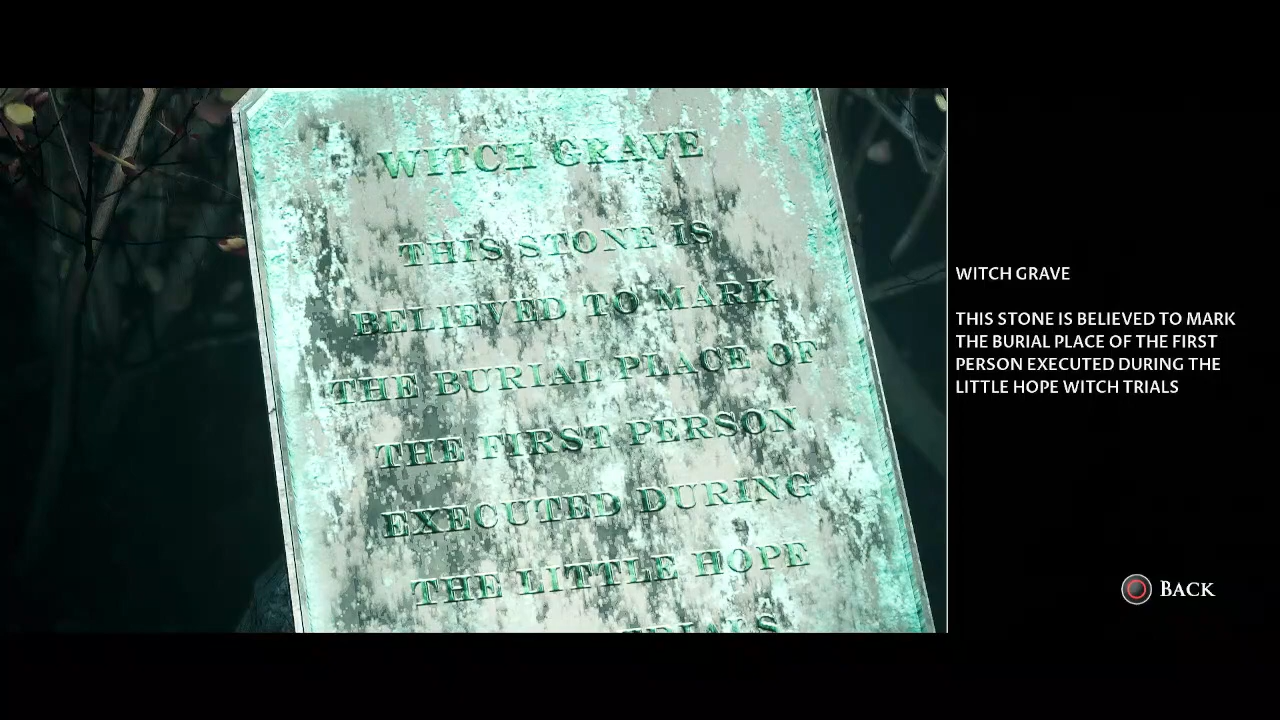 WITCH GRAVE
THIS STONE IS
BELIEVED TO MARK
THE BURIAL PLACE OF
THE FIRST PERSON
EXECUTED DURING
THE LITTLE HOPE
TRIALS
WITCH GRAVE
THIS STONE IS BELIEVED TO MARK
THE BURIAL PLACE OF THE FIRST
PERSON EXECUTED DURING THE
LITTLE HOPE WITCH TRIALS
BACK